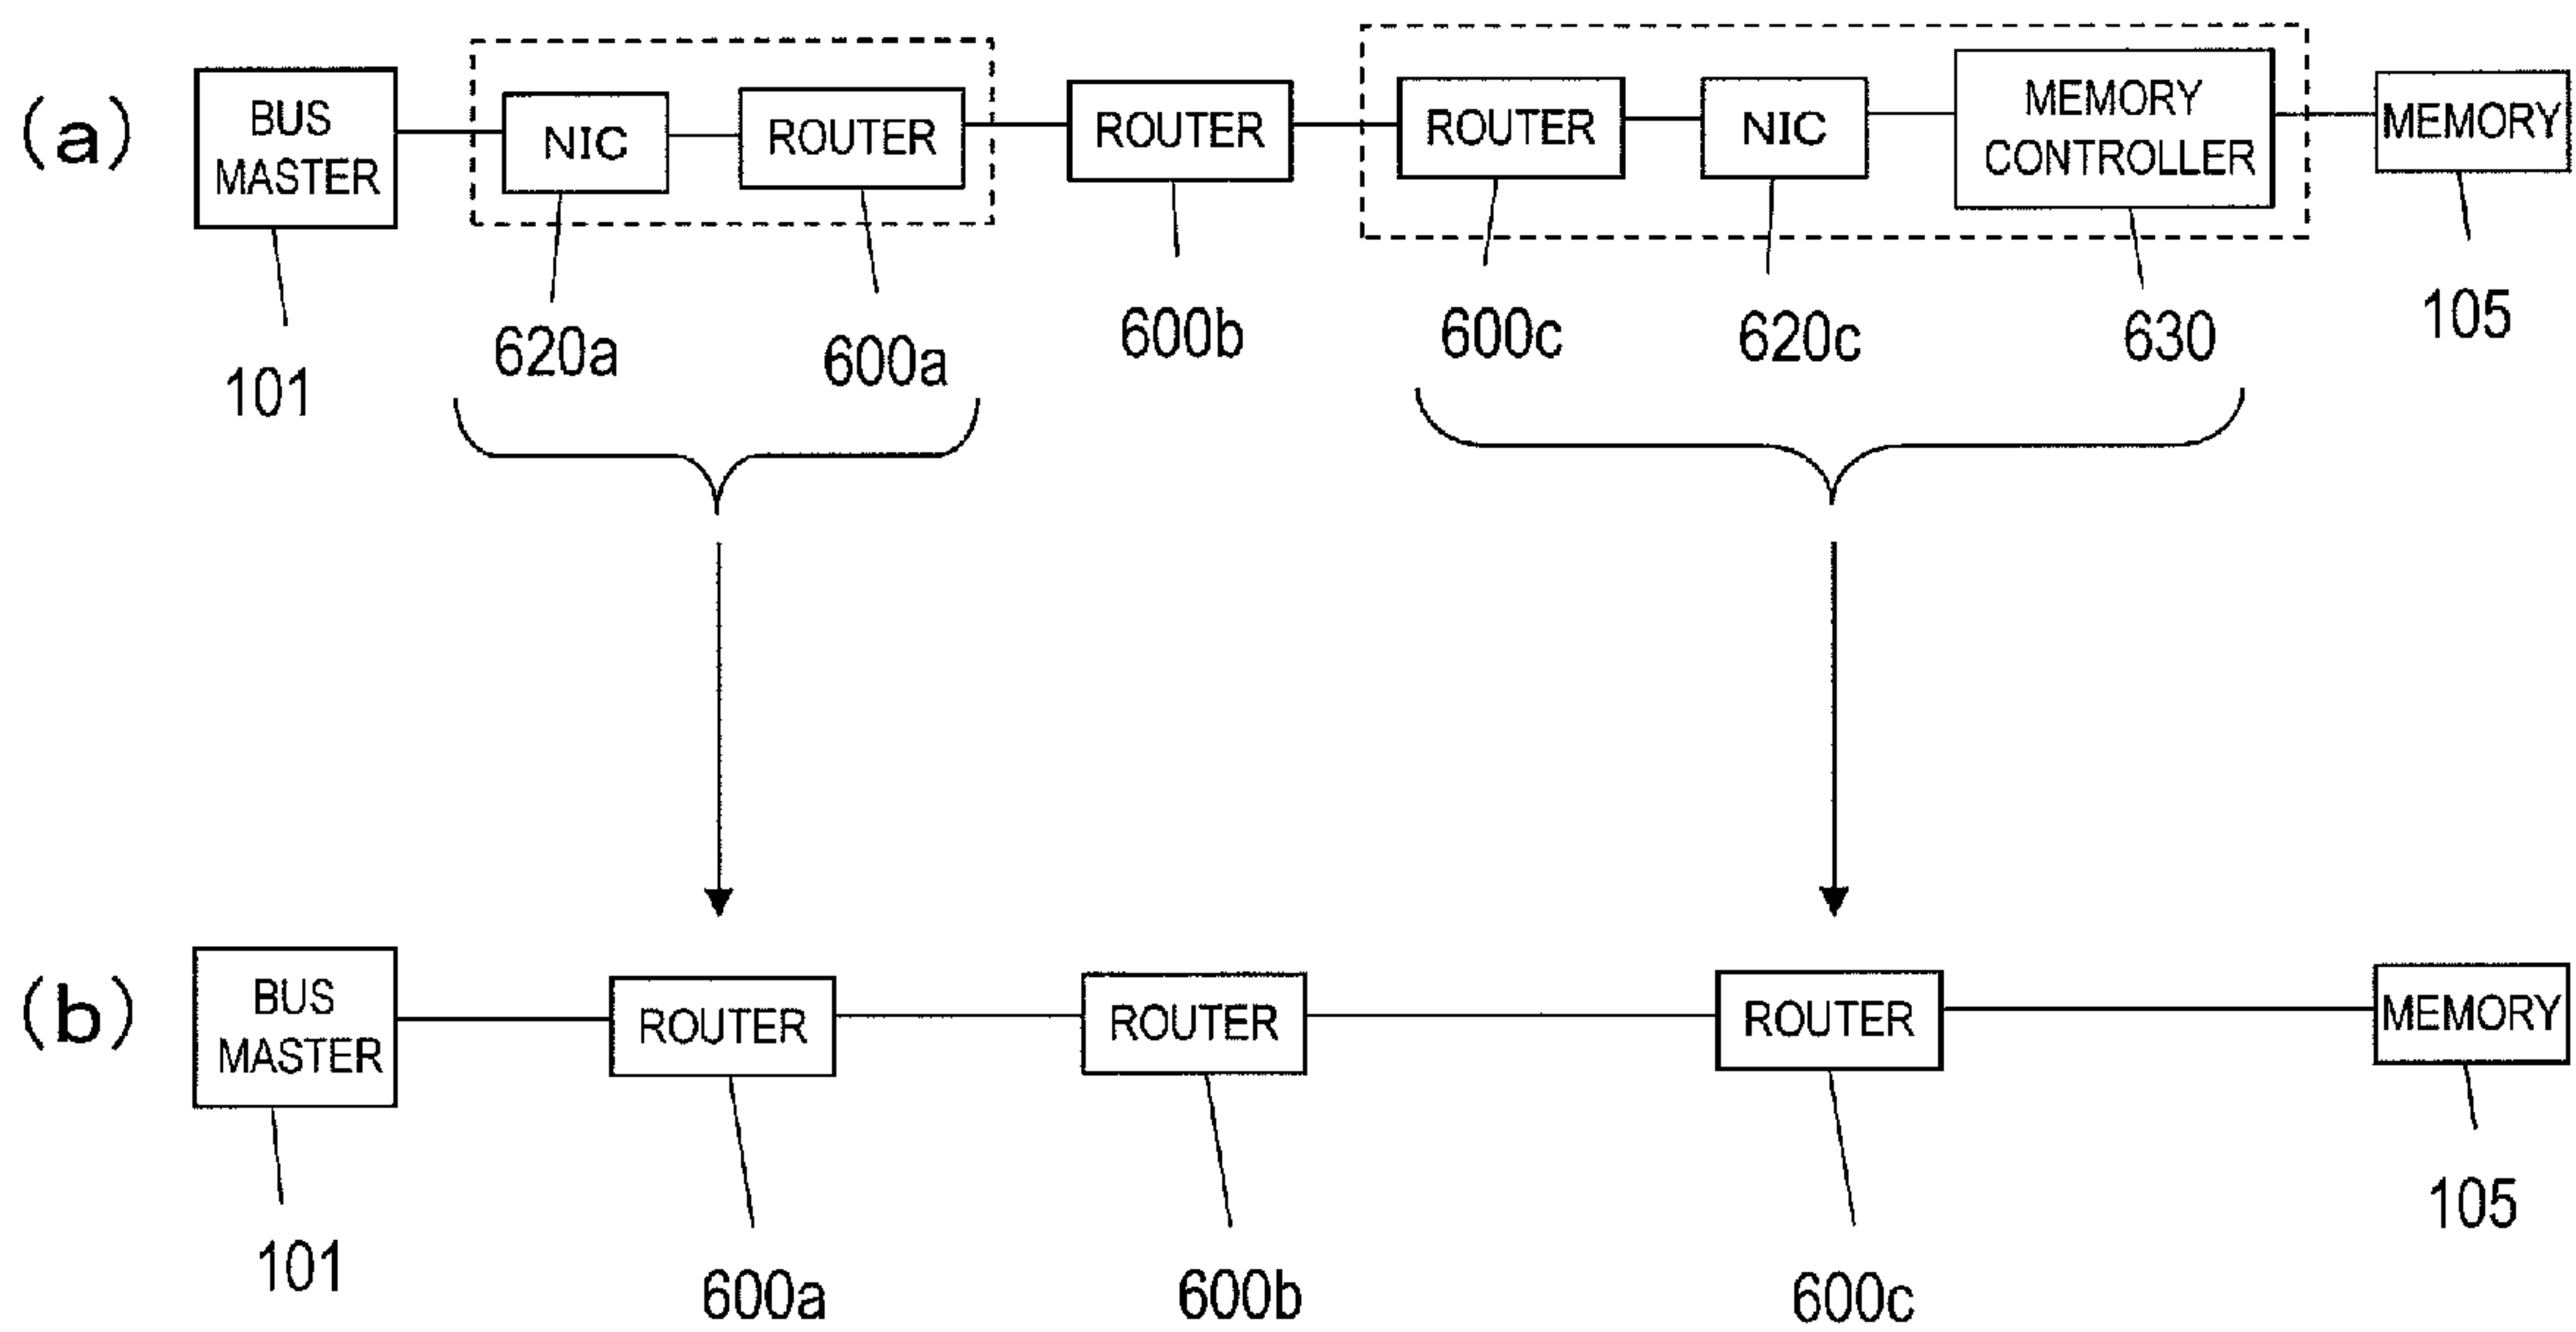 (a)
BUS
MASTER
NIC
ROUTER
ROUTER
ROUTER
NIC
MEMORY
CONTROLLER
MEMORY
101
620a
600a
600b
600c
620c
630
105
(b)
BUS
MASTER
ROUTER
ROUTER
ROUTER
MEMORY
101
600a
600b
600c
105